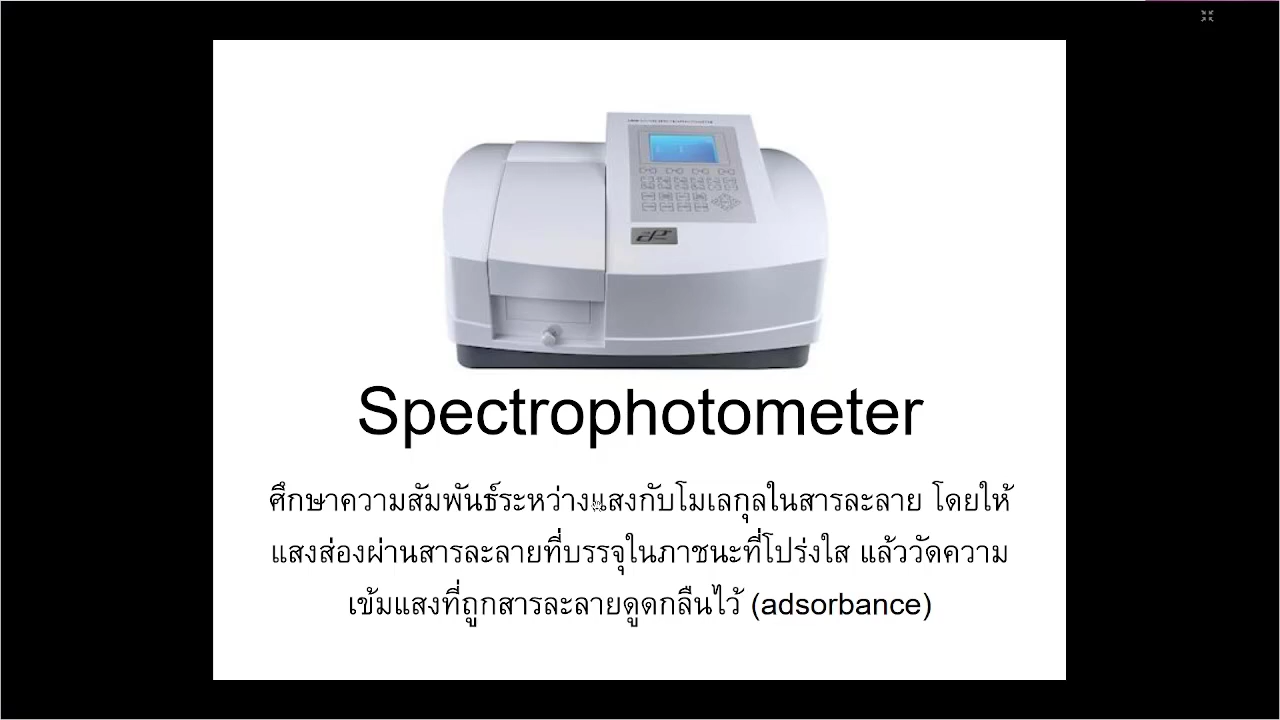 Spectrophotometer
ศึกษาความสัมพันธ์ระหว่างแสงกับโมเลกุลในสารละลาย โดยให้
แสงส่องผ่านสารละลายที่บรรจุในภาชนะที่โปร่งใส แล้ววัดความ
เข้มแสงที่ถูกสารละลายดูดกลืนไว้ (adsorbance)